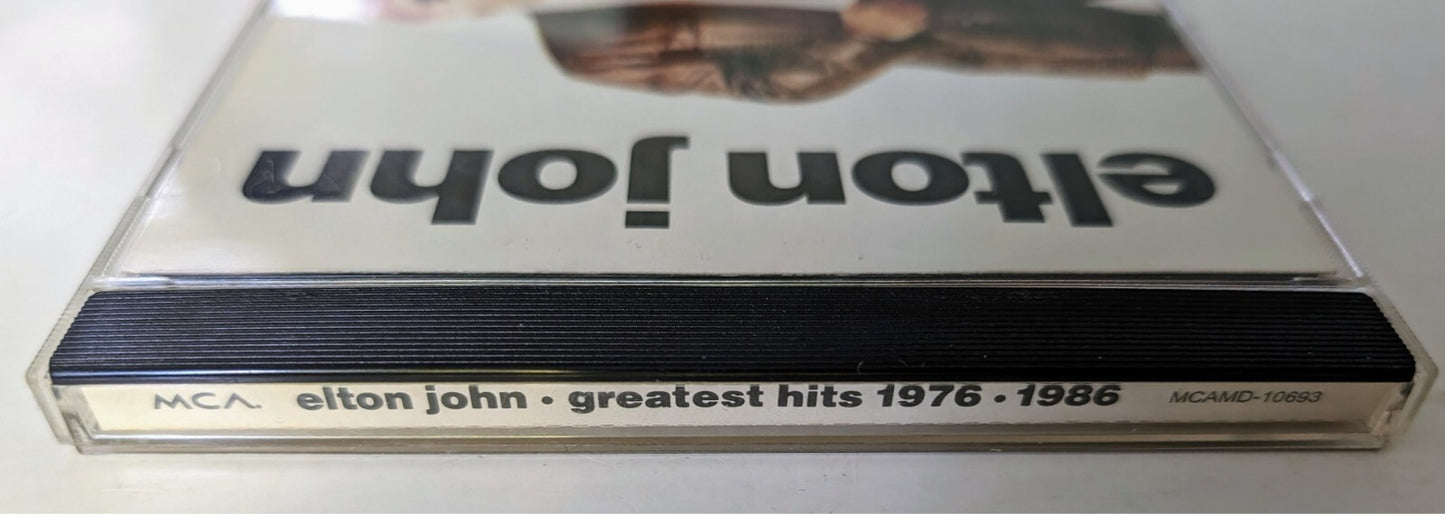 elton john
MCA. elton john • greatest hits 1976 • 1986 MCAMD-10693